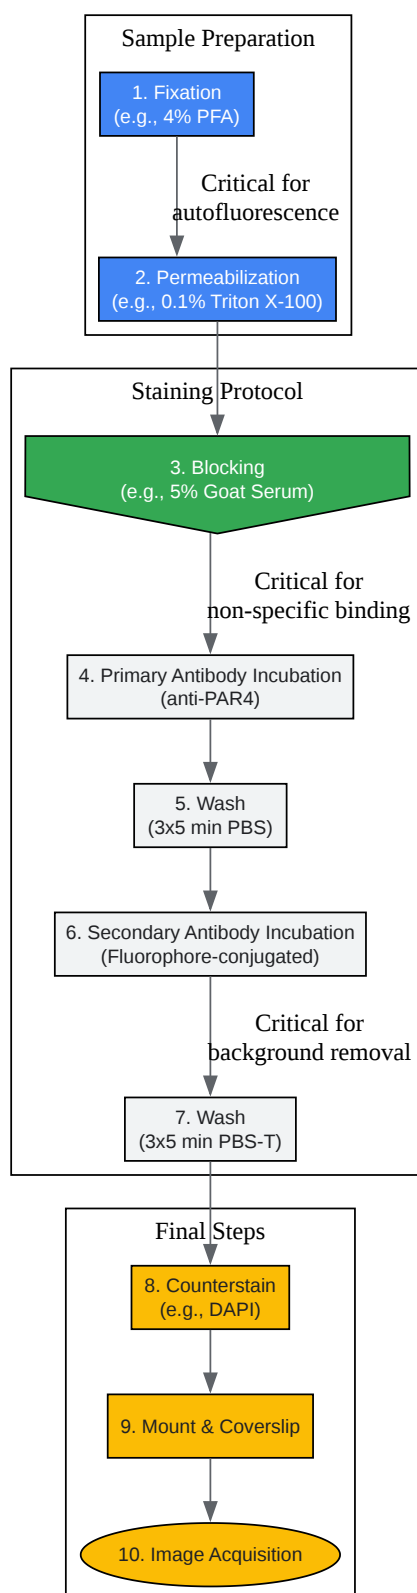 Sample Preparation
1. Fixation
(e.g., 4% PFA)
Critical for
autofluorescence
2. Permeabilization
(e.g., 0.1% Triton X-100)
Staining Protocol
3. Blocking
(e.g., 5% Goat Serum)
Critical for
non-specific binding
4. Primary Antibody Incubation
(anti-PAR4)
5. Wash
(3x5 min PBS)
6. Secondary Antibody Incubation
(Fluorophore-conjugated)
Critical for
background removal
7. Wash
(3x5 min PBS-T)
Final Steps
8. Counterstain
(e.g., DAPI)
9. Mount & Coverslip
10. Image Acquisition